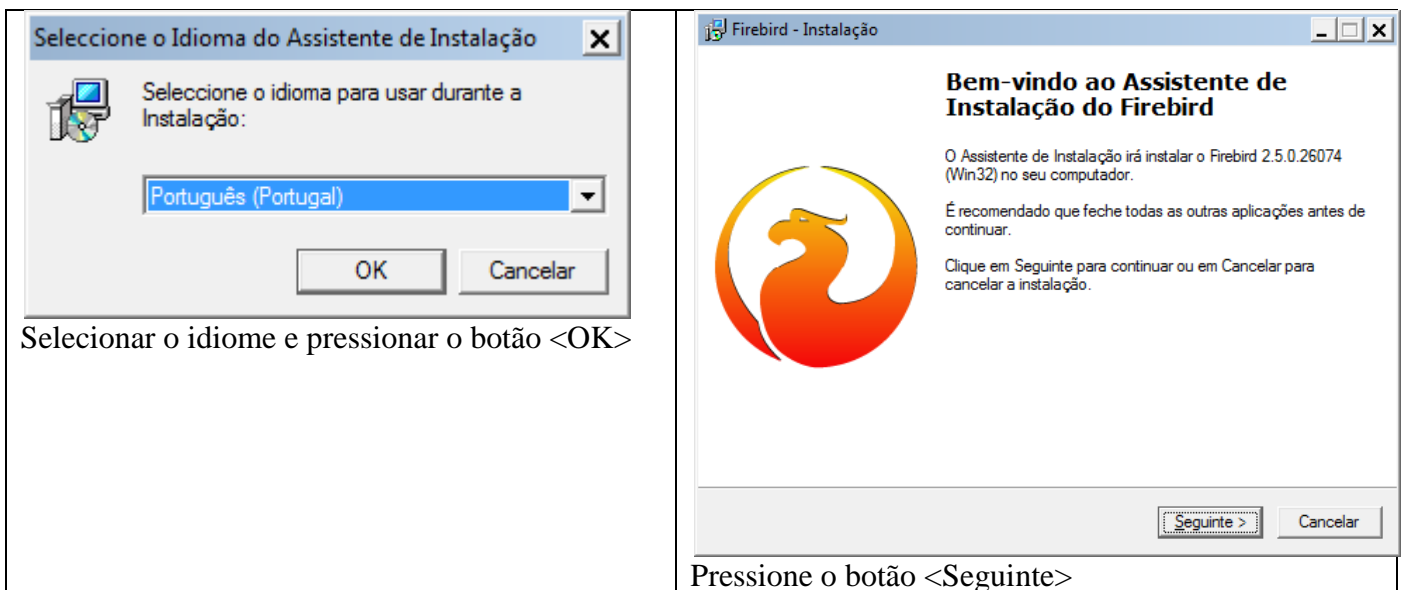 Seleccione o Idioma do Assistente de Instalação
Seleccione o idioma para usar durante a
Instalação:
Português (Portugal)
OK
Cancelar
Selecionar o idiome e pressionar o botão <OK>
Firebird - Instalação
Bem-vindo ao Assistente de
Instalação do Firebird
O Assistente de Instalação irá instalar o Firebird 2.5.0.26074
(Win32) no seu computador.
É recomendado que feche todas as outras aplicações antes de
continuar.
Clique em Seguinte para continuar ou em Cancelar para
cancelar a instalação.
Seguinte >
Cancelar
Pressione o botão <Seguinte>